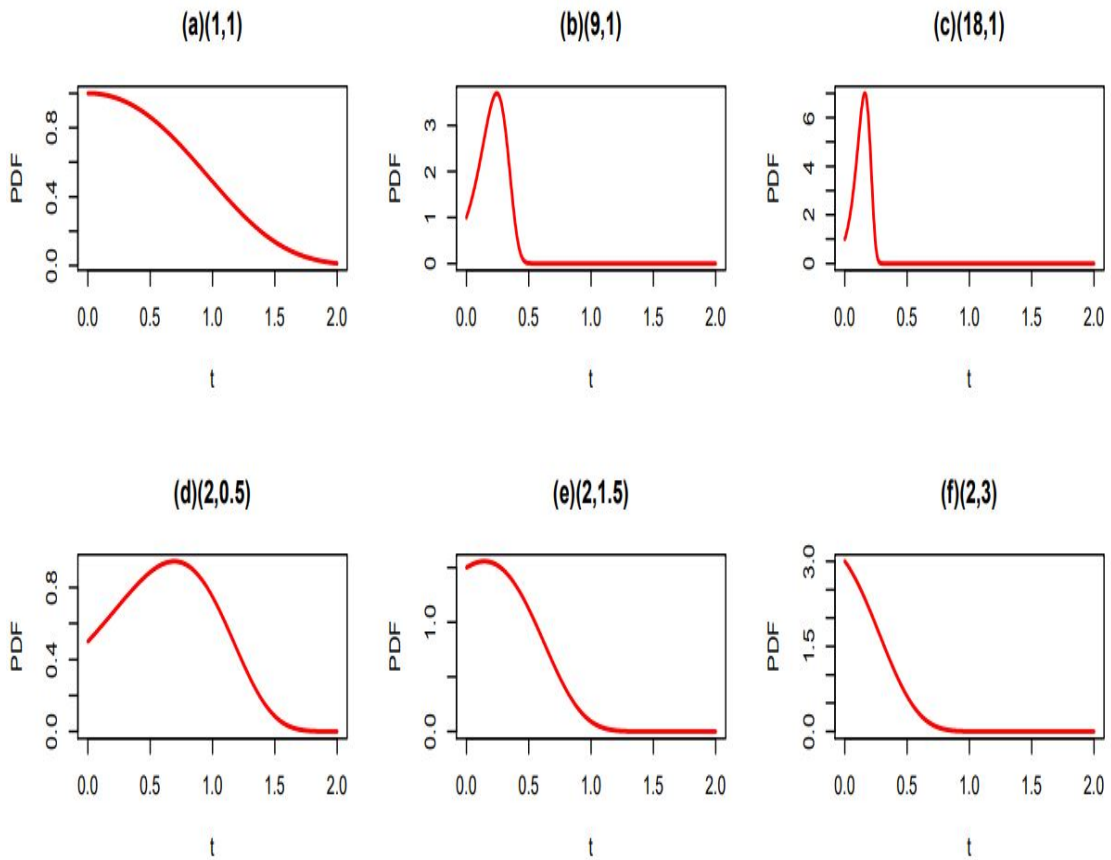 (a)(1,1) (b)(9,1) (c)(18,1)
PDF 0.0 0.4 0.8 PDF 0 1 2 3 PDF 0 2 4 6
0.0 0.5 1.0 1.5 2.0 0.0 0.5 1.0 1.5 2.0 0.0 0.5 1.0 1.5 2.0
t t t
(d)(2,0.5) (e)(2,1.5) (f)(2,3)
PDF 0.0 0.4 0.8 PDF 0.0 1.0 PDF 0.0 1.5 3.0
0.0 0.5 1.0 1.5 2.0 0.0 0.5 1.0 1.5 2.0 0.0 0.5 1.0 1.5 2.0
t t t